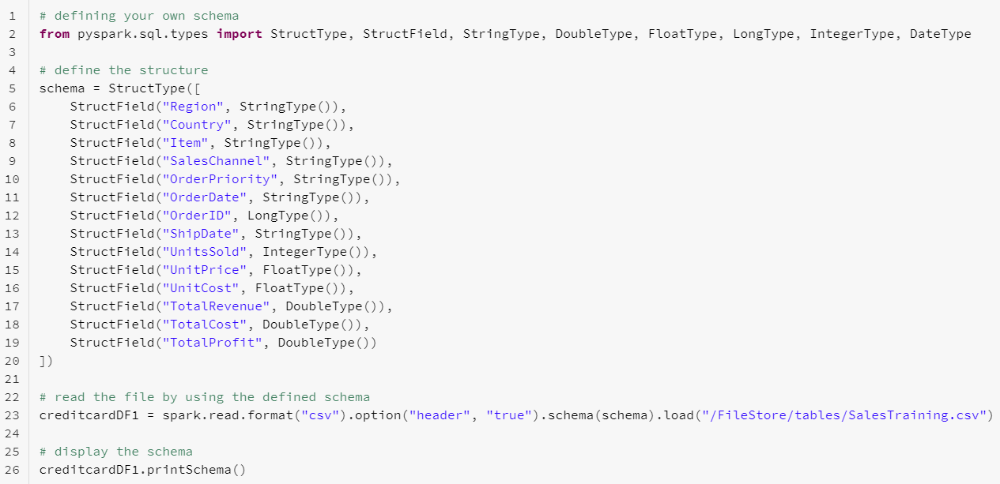 1 # defining your own schema
2 from pyspark.sql.types import StructType, StructField, StringType, DoubleType, FloatType, LongType, IntegerType, DateType
3
4 # define the structure
5 schema = StructType([
6     StructField("Region", StringType()),
7     StructField("Country", StringType()),
8     StructField("Item", StringType()),
9     StructField("SalesChannel", StringType()),
10     StructField("OrderPriority", StringType()),
11     StructField("OrderDate", StringType()),
12     StructField("OrderID", LongType()),
13     StructField("ShipDate", StringType()),
14     StructField("UnitsSold", IntegerType()),
15     StructField("UnitPrice", FloatType()),
16     StructField("UnitCost", FloatType()),
17     StructField("TotalRevenue", DoubleType()),
18     StructField("TotalCost", DoubleType()),
19     StructField("TotalProfit", DoubleType())
20 ])
21
22 # read the file by using the defined schema
23 creditcardDF1 = spark.read.format("csv").option("header", "true").schema(schema).load("/FileStore/tables/SalesTraining.csv")
24
25 # display the schema
26 creditcardDF1.printSchema()